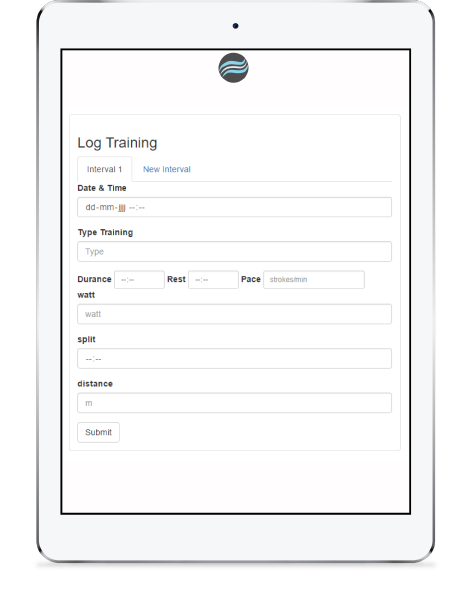 Log Training
Interval 1 New Interval
Date & Time
dd-mm-jjjj --:--
Type Training
Type
Durance --:-- Rest --:-- Pace strokes/min
watt
watt
split
--:--
distance
m
Submit